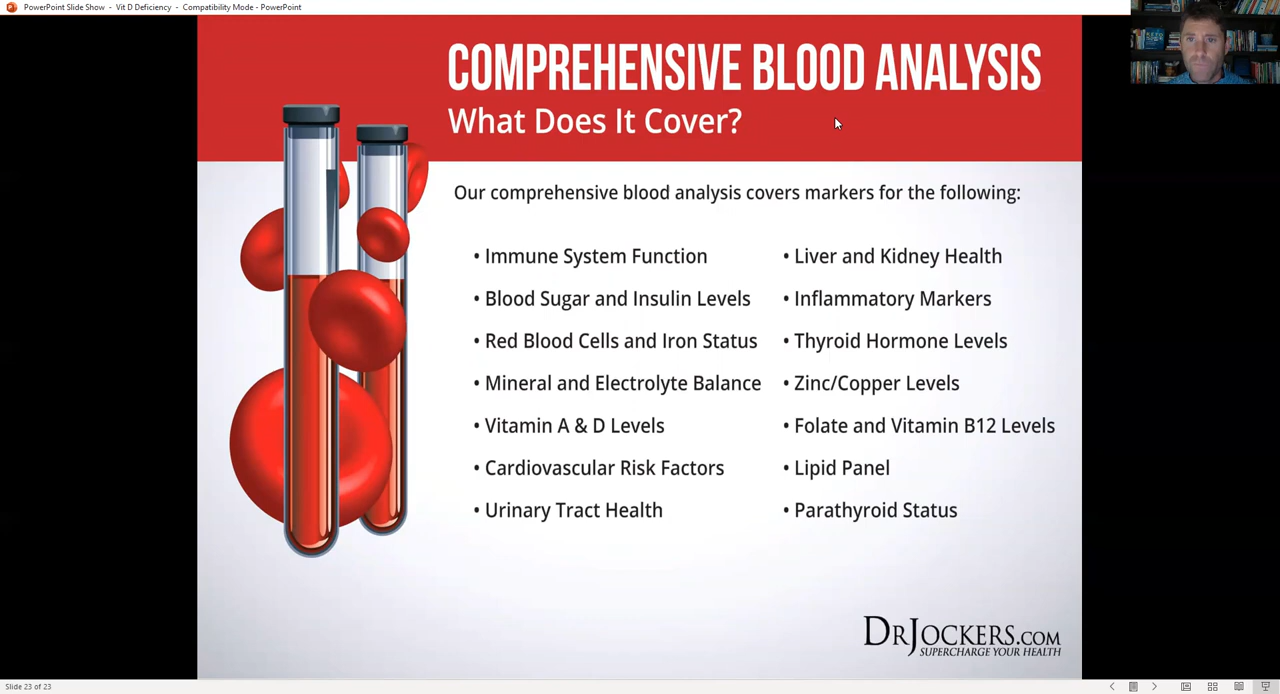 PowerPoint Slide Show - Vit D Deficiency - Compatibility Mode - PowerPoint
COMPREHENSIVE BLOOD ANALYSIS
What Does It Cover?
Our comprehensive blood analysis covers markers for the following:
• Immune System Function
• Blood Sugar and Insulin Levels
• Red Blood Cells and Iron Status
• Mineral and Electrolyte Balance
• Vitamin A & D Levels
• Cardiovascular Risk Factors
• Urinary Tract Health
• Liver and Kidney Health
• Inflammatory Markers
• Thyroid Hormone Levels
• Zinc/Copper Levels
• Folate and Vitamin B12 Levels
• Lipid Panel
• Parathyroid Status
DRJOCKERS.COM
SUPERCHARGE YOUR HEALTH
Slide 23 of 23